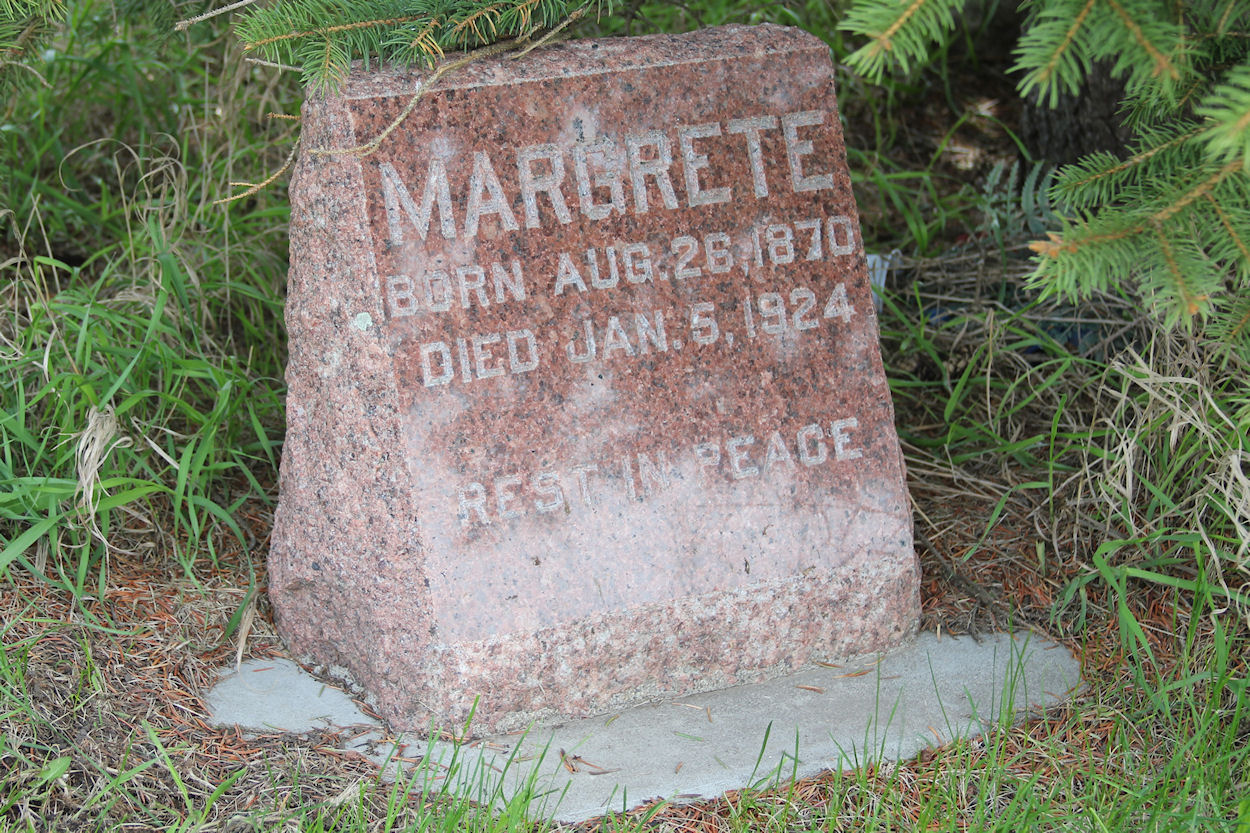 MARGRETE
BORN AUG. 26, 1870
DIED JAN. 5, 1924
REST IN PEACE